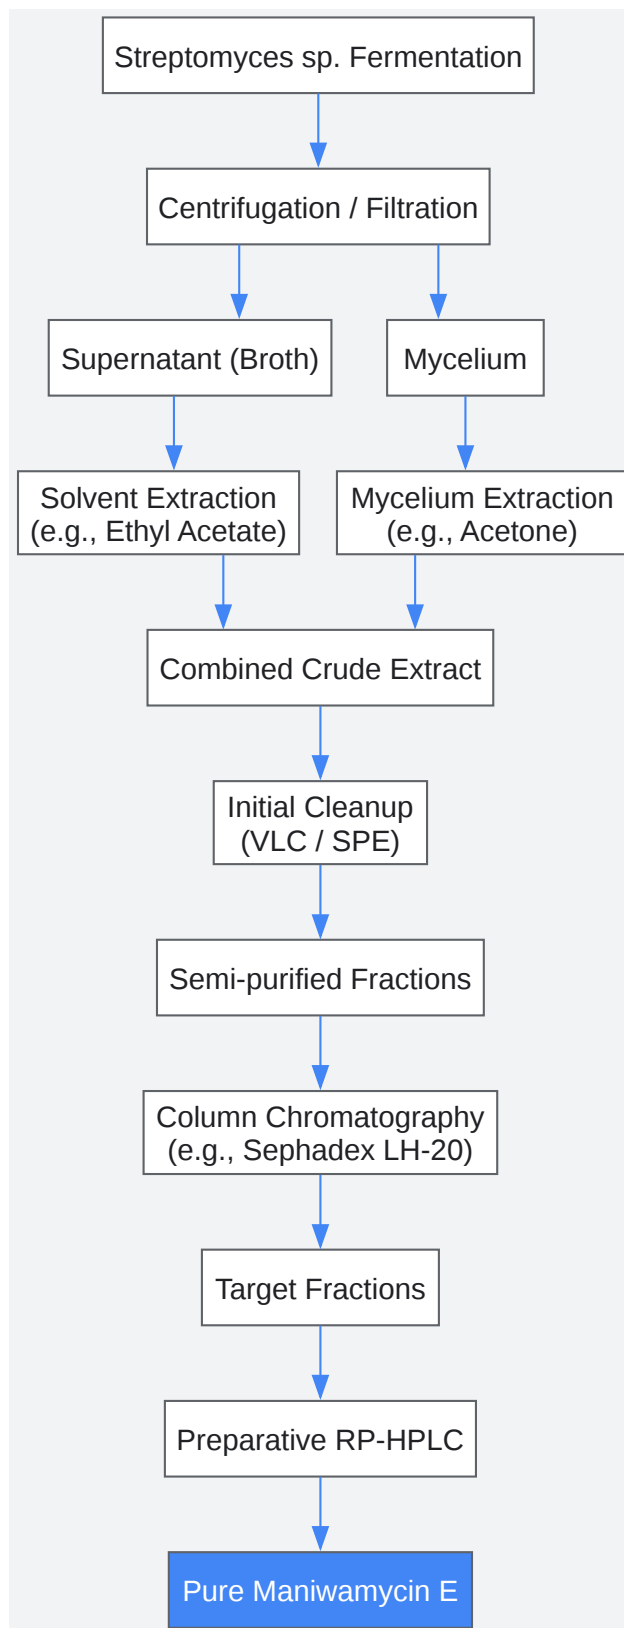 Streptomyces sp. Fermentation
Centrifugation / Filtration
Supernatant (Broth)
Mycelium
Solvent Extraction
(e.g., Ethyl Acetate)
Mycelium Extraction
(e.g., Acetone)
Combined Crude Extract
Initial Cleanup
(VLC / SPE)
Semi-purified Fractions
Column Chromatography
(e.g., Sephadex LH-20)
Target Fractions
Preparative RP-HPLC
Pure Maniwamycin E